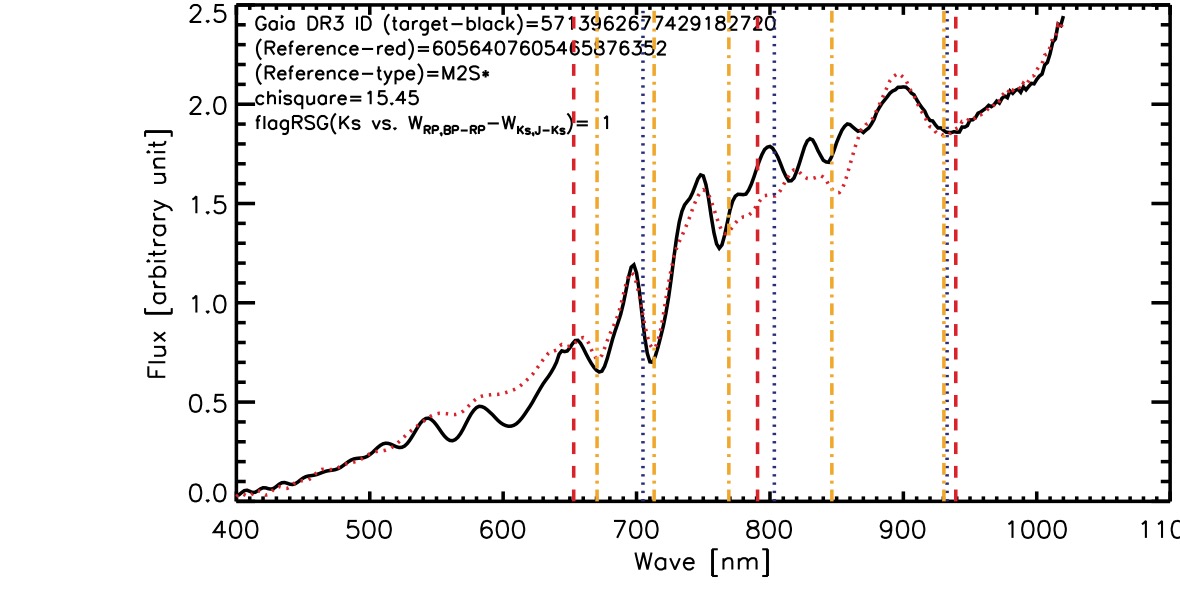 2.5
Gaia DR3 ID (target-black)=5713962677429182720
(Reference-red)=6056407605465876352
(Reference-type)=M2S*
chisquare=15.45
flagRSG(Ks vs. WRP,BP-RP-WKs,J-Ks)= 1
2.0
1.5
1.0
0.5
0.0
Flux [arbitrary unit]
400 500 600 700 800 900 1000 110
Wave [nm]